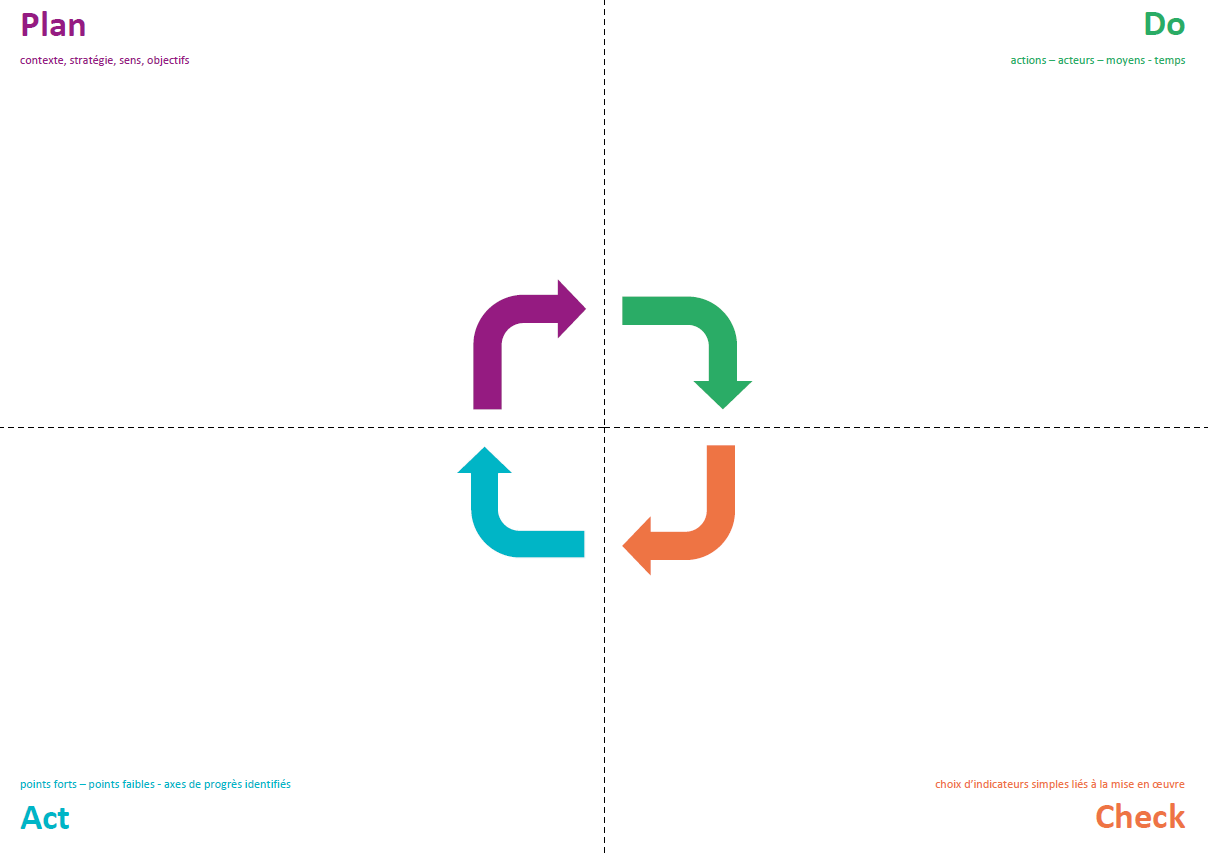 Plan
contexte, stratégie, sens, objectifs
Do
actions – acteurs – moyens - temps
points forts – points faibles - axes de progrès identifiés
Act
choix d’indicateurs simples liés à la mise en œuvre
Check